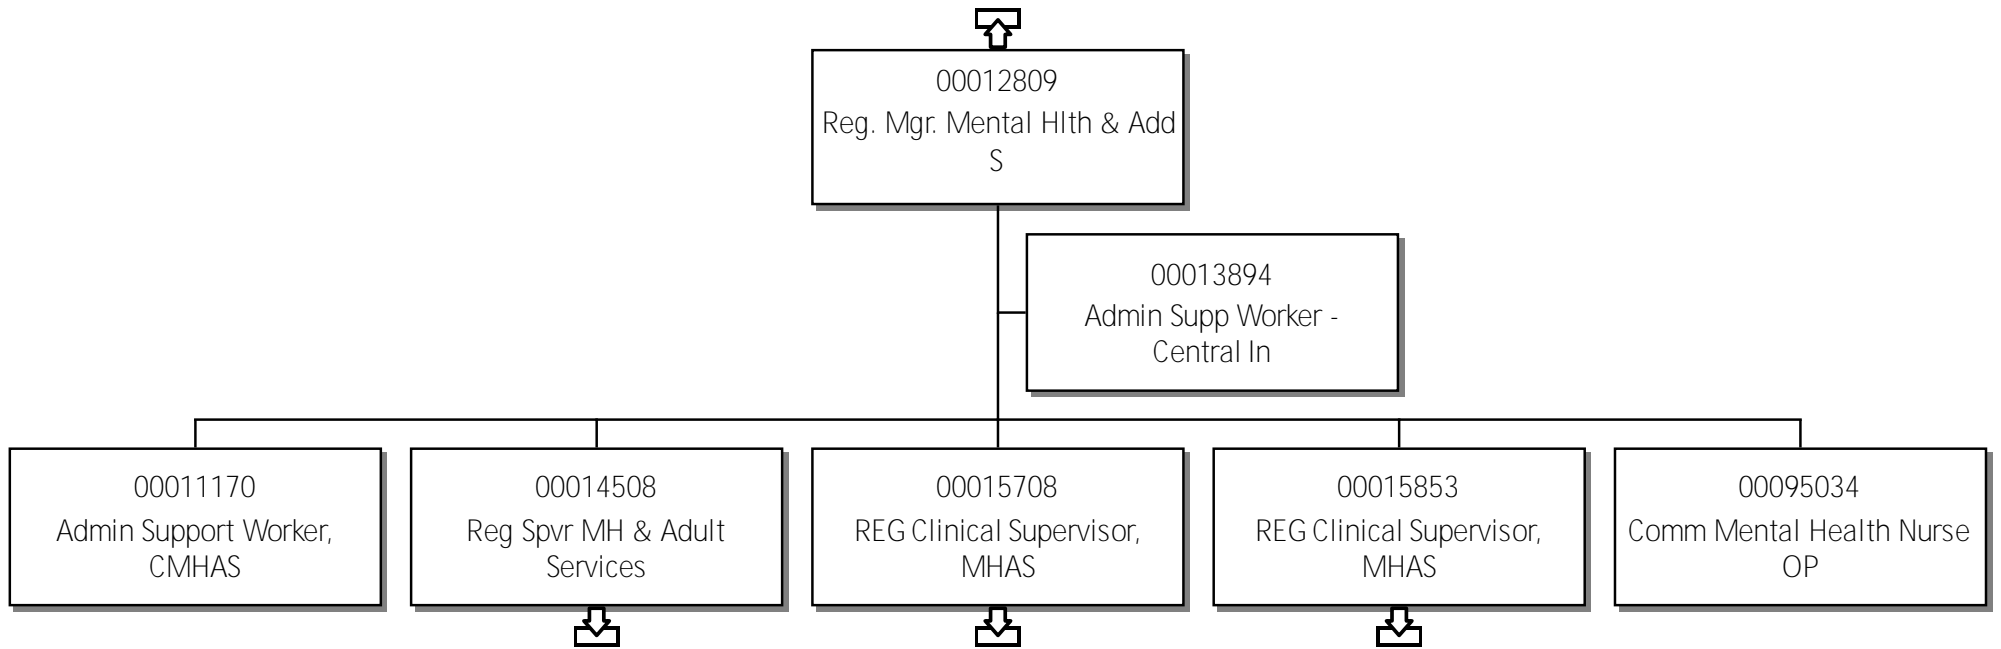 00012809
Reg. Mgr. Mental Hlth & Add
S
00013894
Admin Supp Worker -
Central In
00011170
Admin Support Worker,
CMHAS
00014508
Reg Spvr MH & Adult
Services
00015708
REG Clinical Supervisor,
MHAS
00015853
REG Clinical Supervisor,
MHAS
00095034
Comm Mental Health Nurse
OP